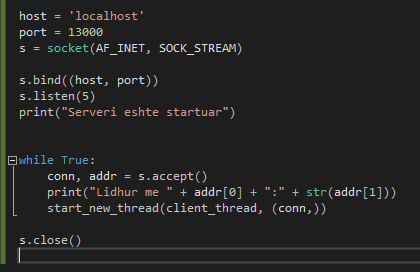 host = 'localhost'
port = 13000
s = socket(AF_INET, SOCK_STREAM)
s.bind((host, port))
s.listen(5)
print("Serveri eshte startuar")
while True:
conn, addr = s.accept()
print("Lidhur me " + addr[0] + ":" + str(addr[1]))
start_new_thread(client_thread, (conn,))
s.close()